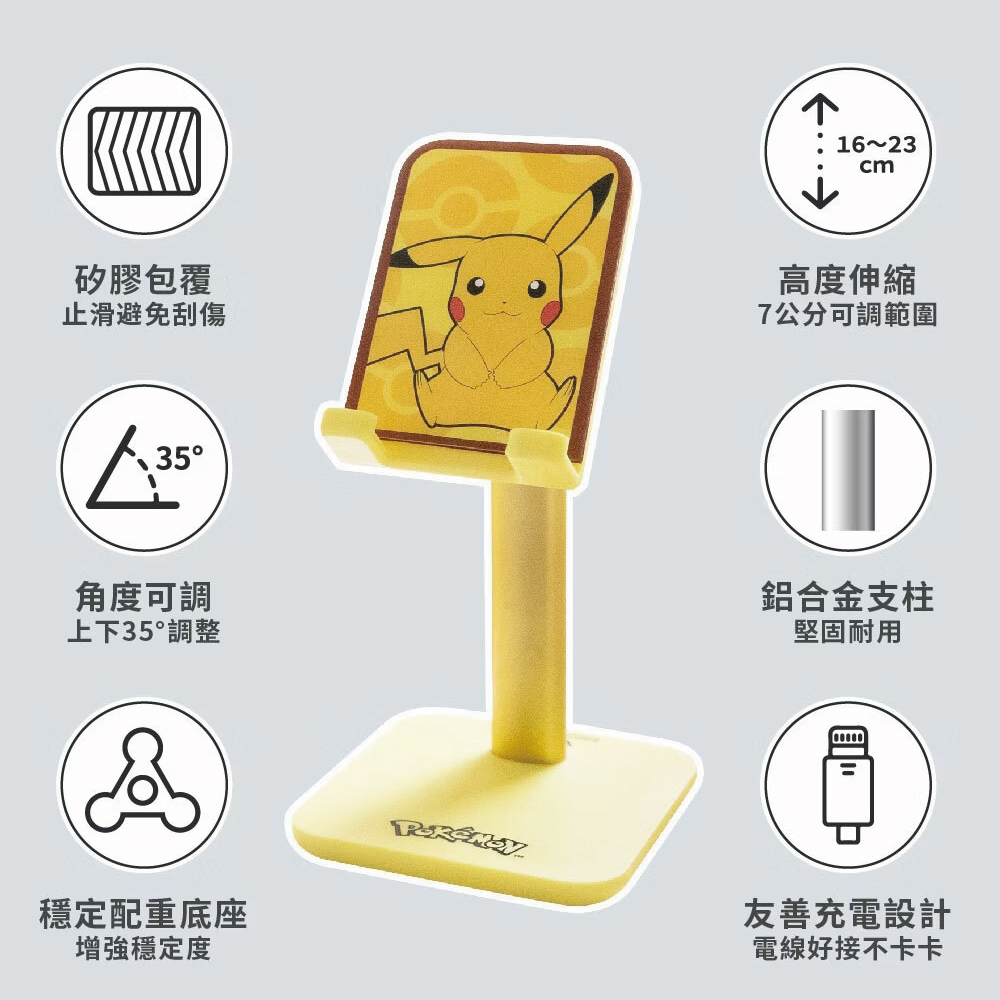 矽膠包覆
止滑避免刮傷
16～23
cm
高度伸縮
7公分可調範圍
35°
角度可調
上下35°調整
鋁合金支柱
堅固耐用
POKéMON
穩定配重底座
增強穩定度
友善充電設計
電線好接不卡卡